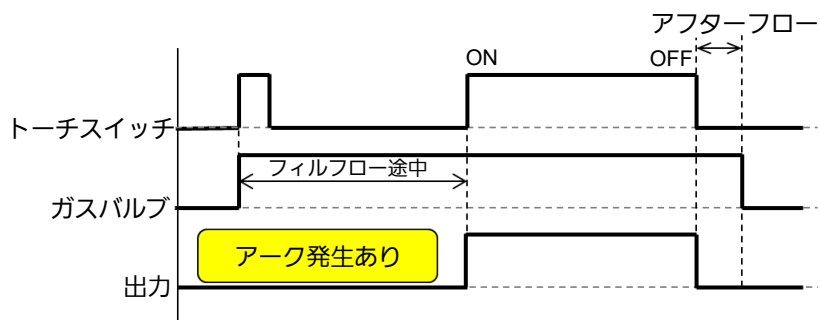 アフターフロー
ON
OFF
トーチスイッチ
フィルフロー途中
ガスバルブ
アーク発生あり
出力